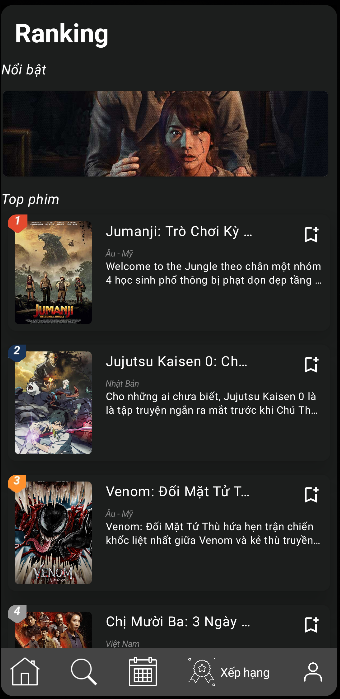 Ranking
Nổi bật
Top phim
1
JUMANJI
Jumanji: Trò Chơi Kỳ ...
Âu - Mỹ
Welcome to the Jungle theo chân một nhóm
4 học sinh phổ thông bị phạt dọn dẹp tầng ...
2
Jujutsu Kaisen 0: Ch...
Nhật Bản
Cho những ai chưa biết, Jujutsu Kaisen 0 là
là tập truyện ngắn ra mắt trước khi Chú Th...
3
VENOM
Venom: Đối Mặt Tử T...
Âu - Mỹ
Venom: Đối Mặt Tử Thù hứa hẹn trận chiến
khốc liệt nhất giữa Venom và kẻ thù truyền...
4
Chị Mười Ba: 3 Ngày ...
Việt Nam
Xếp hạng